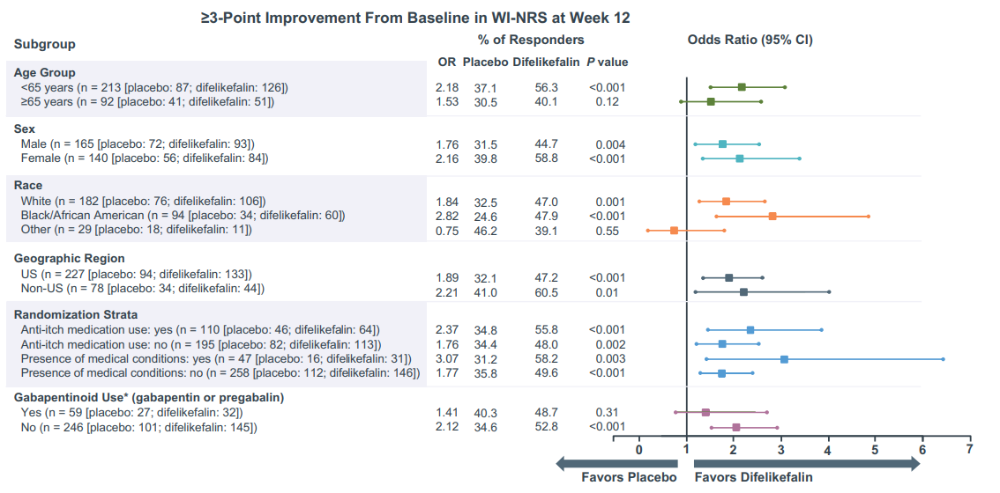 ≥3-Point Improvement From Baseline in WI-NRS at Week 12
Subgroup % of Responders Odds Ratio (95% CI)
OR Placebo Difelikefalin P value
Age Group
<65 years (n = 213 [placebo: 87; difelikefalin: 126]) 2.18 37.1 56.3 <0.001
≥65 years (n = 92 [placebo: 41; difelikefalin: 51]) 1.53 30.5 40.1 0.12
Sex
Male (n = 165 [placebo: 72; difelikefalin: 93]) 1.76 31.5 44.7 0.004
Female (n = 140 [placebo: 56; difelikefalin: 84]) 2.16 39.8 58.8 <0.001
Race
White (n = 182 [placebo: 76; difelikefalin: 106]) 1.84 32.5 47.0 0.001
Black/African American (n = 94 [placebo: 34; difelikefalin: 60]) 2.82 24.6 47.9 <0.001
Other (n = 29 [placebo: 18; difelikefalin: 11]) 0.75 46.2 39.1 0.55
Geographic Region
US (n = 227 [placebo: 94; difelikefalin: 133]) 1.89 32.1 47.2 <0.001
Non-US (n = 78 [placebo: 34; difelikefalin: 44]) 2.21 41.0 60.5 0.01
Randomization Strata
Anti-itch medication use: yes (n = 110 [placebo: 46; difelikefalin: 64]) 2.37 34.8 55.8 <0.001
Anti-itch medication use: no (n = 195 [placebo: 82; difelikefalin: 113]) 1.76 34.4 48.0 0.002
Presence of medical conditions: yes (n = 47 [placebo: 16; difelikefalin: 31]) 3.07 31.2 58.2 0.003
Presence of medical conditions: no (n = 258 [placebo: 112; difelikefalin: 146]) 1.77 35.8 49.6 <0.001
Gabapentinoid Use* (gabapentin or pregabalin)
Yes (n = 59 [placebo: 27; difelikefalin: 32]) 1.41 40.3 48.7 0.31
No (n = 246 [placebo: 101; difelikefalin: 145]) 2.12 34.6 52.8 <0.001
0 1 2 3 4 5 6 7
Favors Placebo Favors Difelikefalin